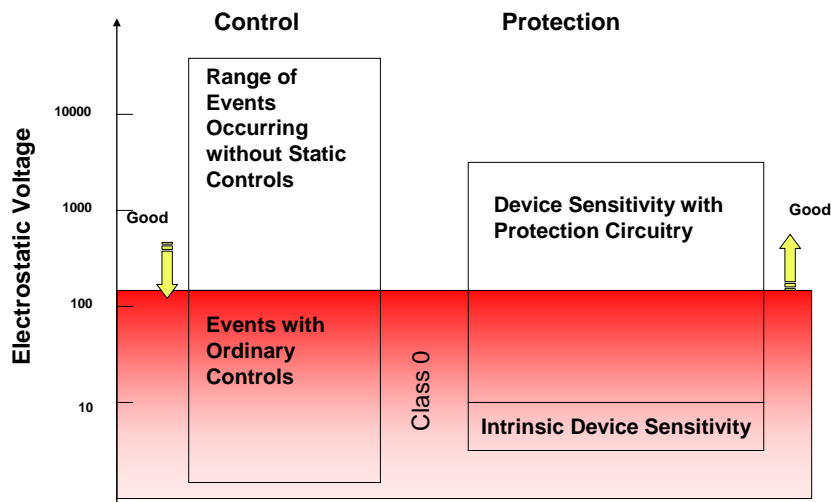 Control
Protection
Electrostatic Voltage
10000
1000
100
10
Good
Range of
Events
Occurring
without Static
Controls
Events with
Ordinary
Controls
Class 0
Device Sensitivity with
Protection Circuitry
Intrinsic Device Sensitivity
Good